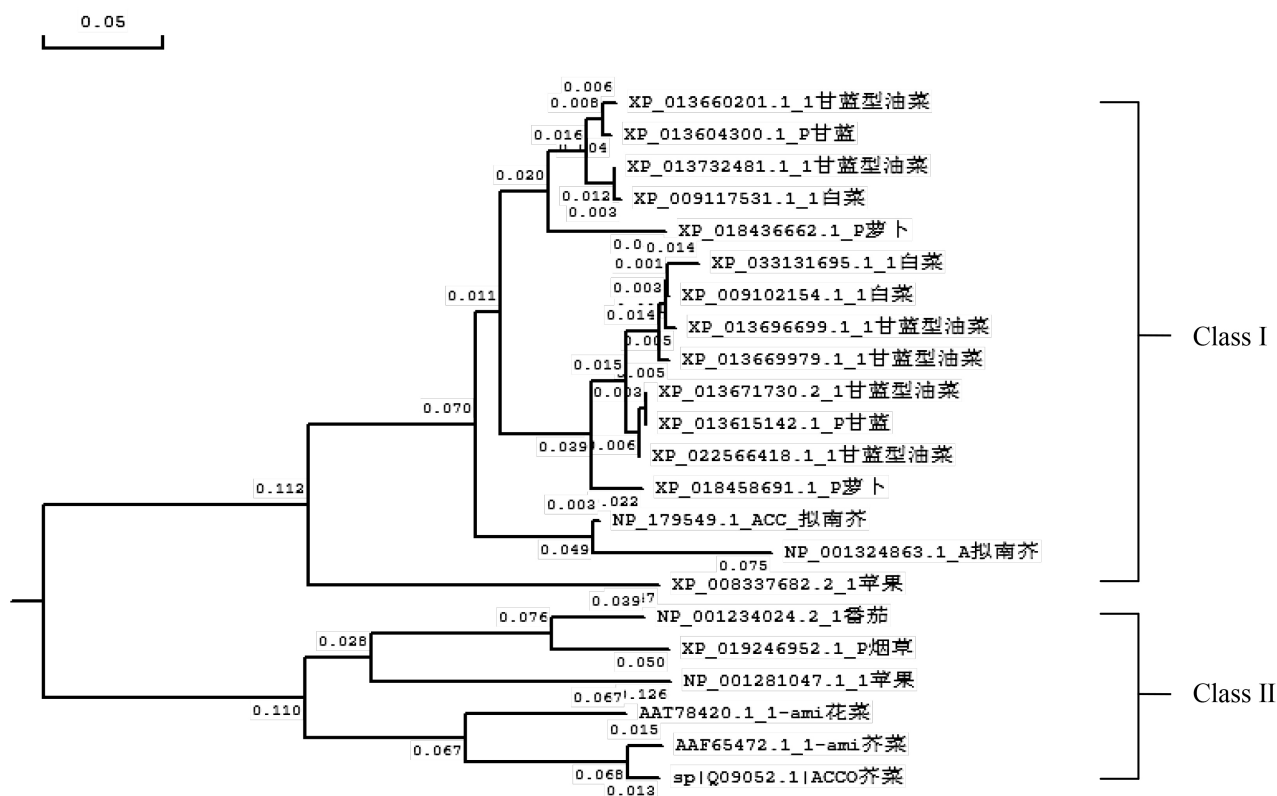 0.05
0.006
XP_013660201.1_1甘蓝型油菜
0.008
0.016
XP_013604300.1_P甘蓝
XP_013732481.1_1甘蓝型油菜
0.020
0.012
XP_009117531.1_1白菜
0.003
XP_018436662.1_P萝卜
0.014
0.001
XP_033131695.1_1白菜
0.003
XP_009102154.1_1白菜
0.011
0.014
XP_013696699.1_1甘蓝型油菜
0.005
XP_013669979.1_1甘蓝型油菜
0.015
0.003
XP_013671730.2_1甘蓝型油菜
0.070
XP_013615142.1_P甘蓝
0.039
XP_022566418.1_1甘蓝型油菜
0.112
XP_018458691.1_P萝卜
0.003
NP_179549.1_ACC_拟南芥
0.049
NP_001324863.1_A拟南芥
0.075
XP_008337682.2_1苹果
0.039
0.076
NP_001234024.2_1番茄
0.028
XP_019246952.1_P烟草
0.050
NP_001281047.1_1苹果
0.067
0.110
AAT78420.1_1-ami花菜
0.015
0.067
AAF65472.1_1-ami芥菜
0.068
sp|Q09052.1|ACCO芥菜
0.013
Class I
Class II